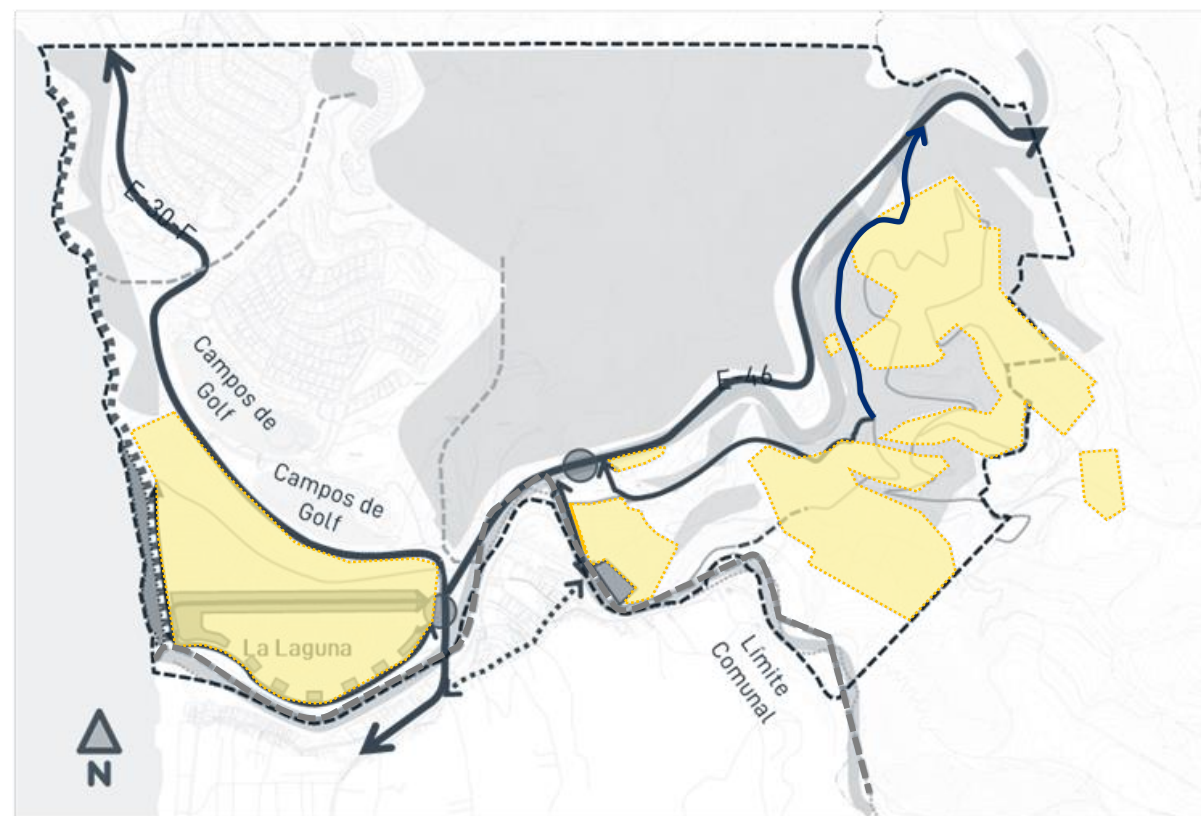 E-30-F
Campos de
Golf
E-46
Campos de
Golf
La Laguna
Límite
Comunal
N